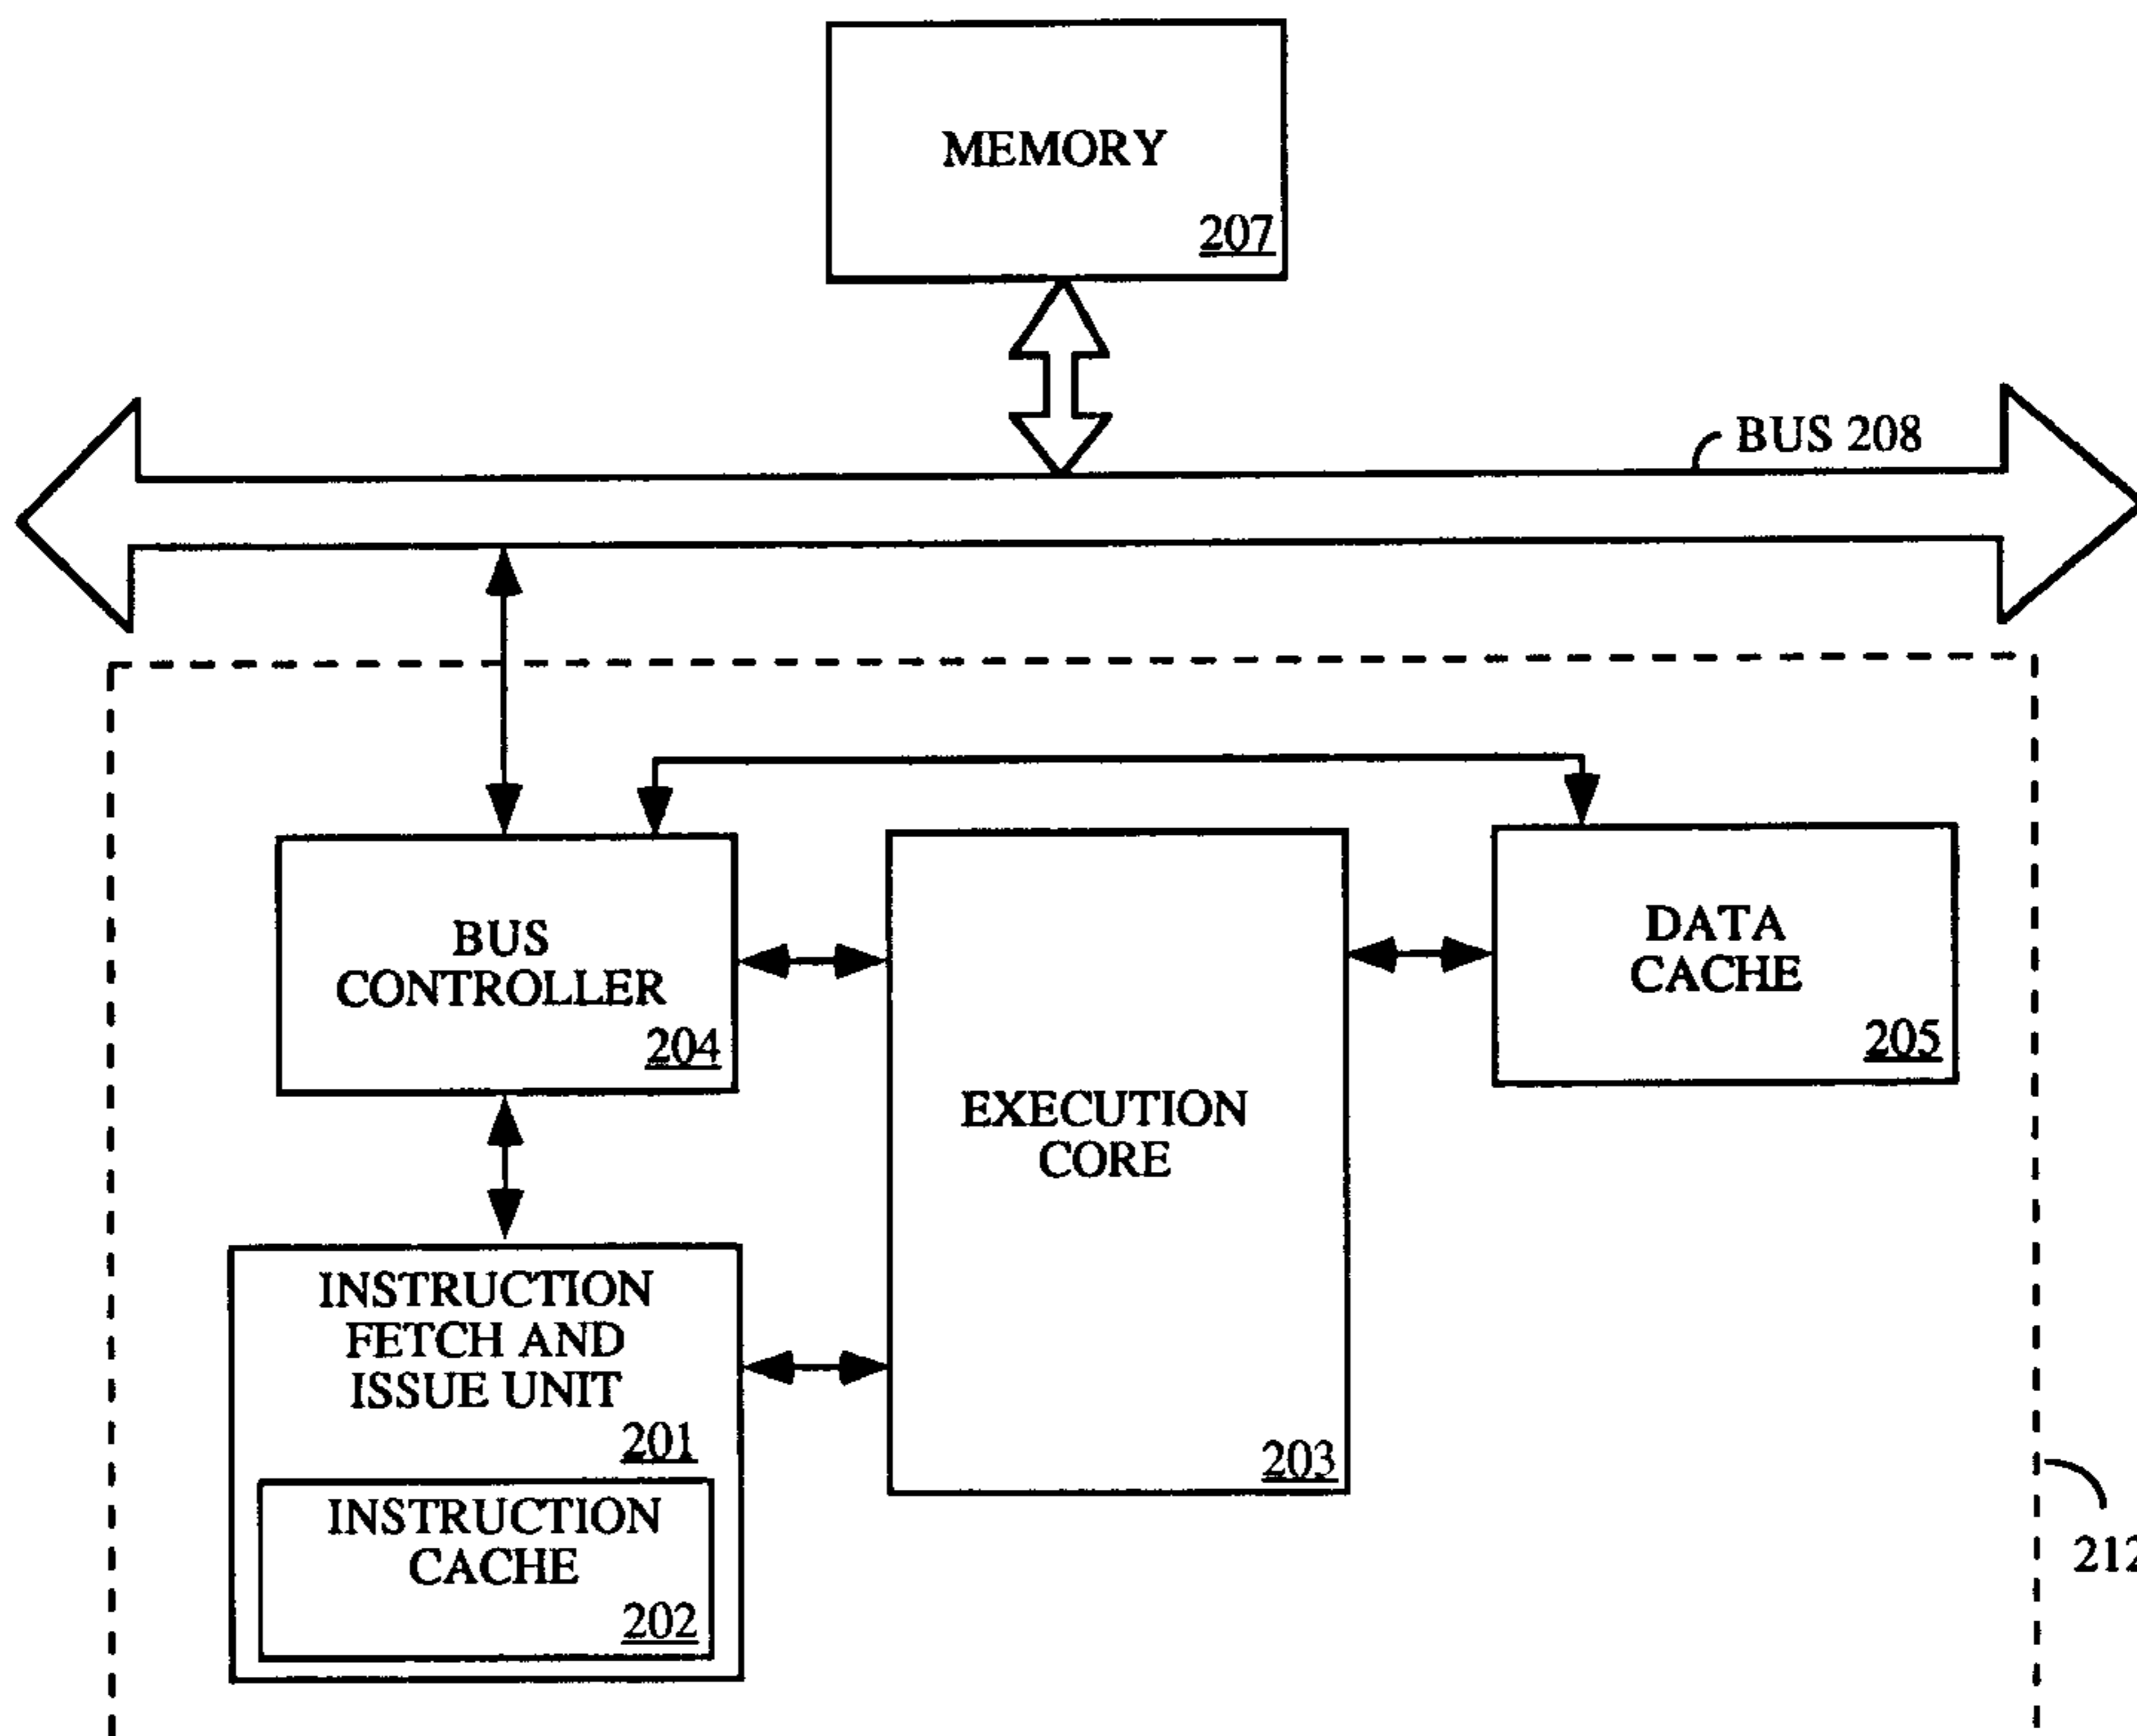 MEMORY
207
BUS 208
BUS
CONTROLLER
204
EXECUTION
CORE
203
DATA
CACHE
205
INSTRUCTION
FETCH AND
ISSUE UNIT
201
INSTRUCTION
CACHE
202
212